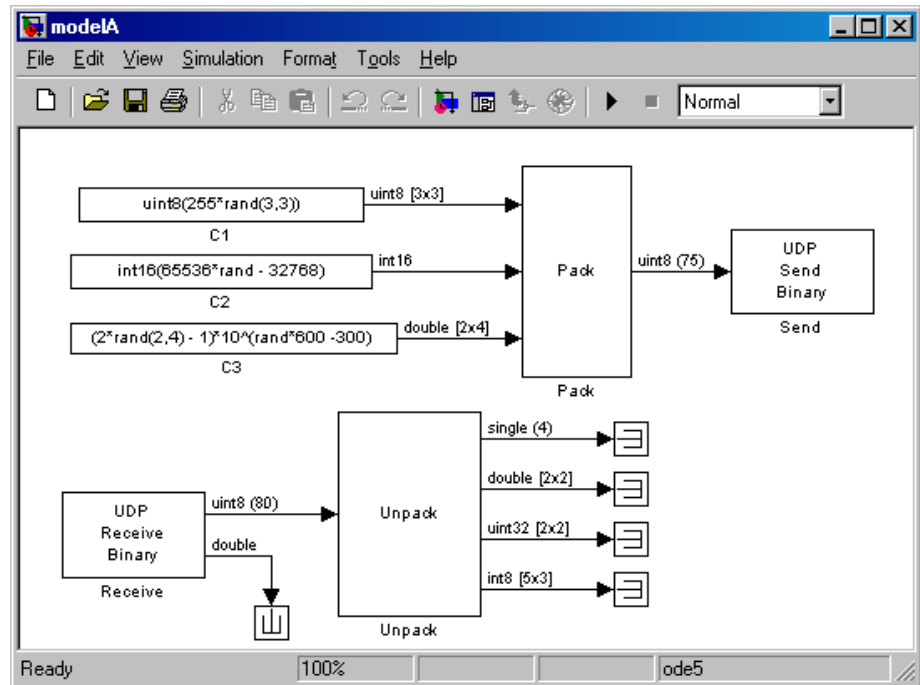 modelA
File Edit View Simulation Format Tools Help
Normal
uint8(255*rand(3,3))
uint8 [3x3]
C1
int16(65536*rand - 32768)
int16
C2
(2*rand(2,4) - 1)*10^(rand*600 -300)
double [2x4]
C3
Pack
Pack
uint8 (75)
UDP
Send
Binary
Send
UDP
Receive
Binary
Receive
uint8 (80)
double
Unpack
Unpack
single (4)
double [2x2]
uint32 [2x2]
int8 [5x3]
Ready 100% ode5